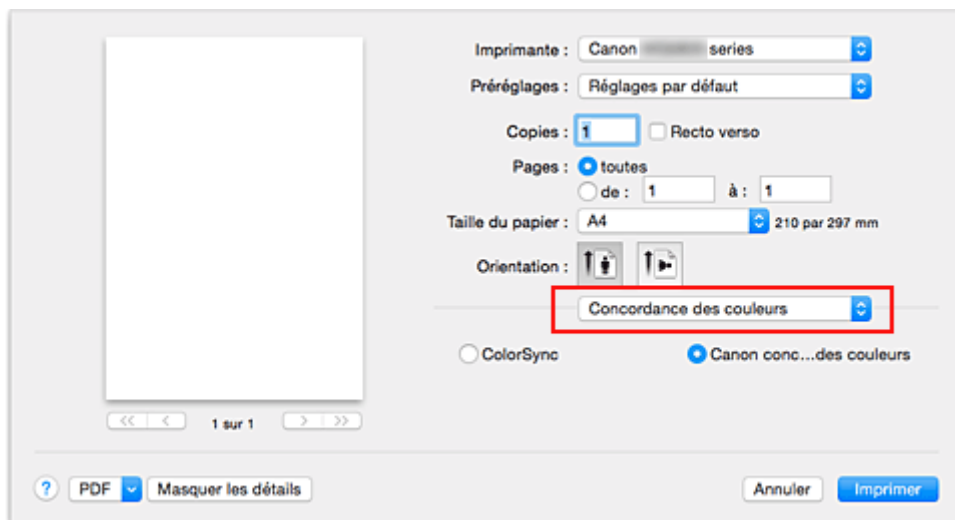 Imprimante : Canon series
Préréglages : Réglages par défaut
Copies : 1 Recto verso
Pages : toutes
de : 1 à : 1
Taille du papier : A4 210 par 297 mm
Orientation :
Concordance des couleurs
ColorSync Canon conc...des couleurs
1 sur 1
? PDF Masquer les détails Annuler Imprimer